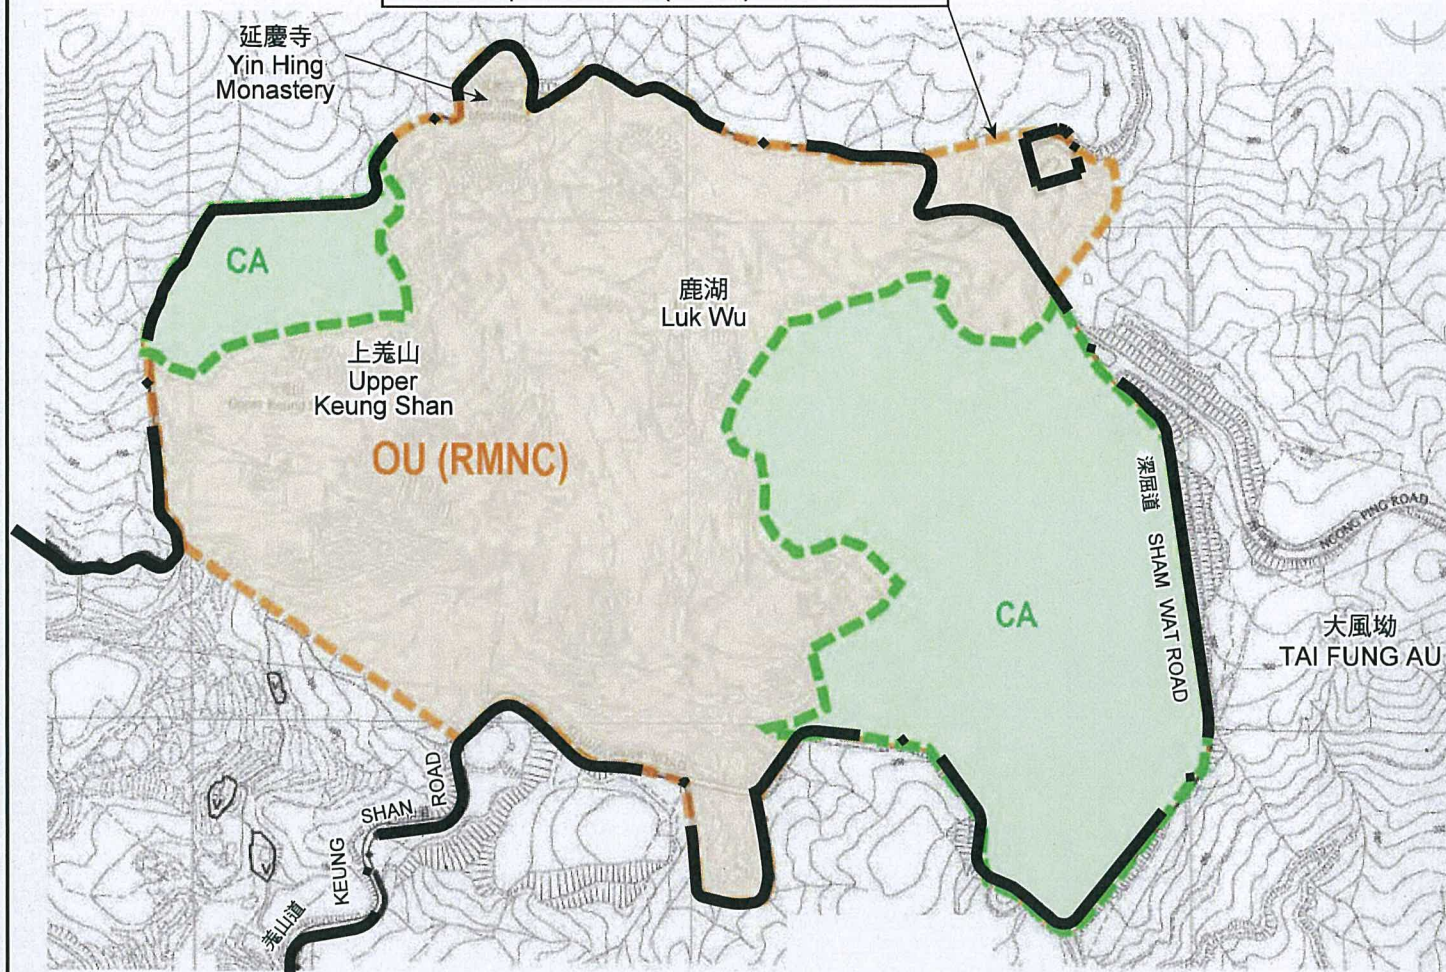 延慶寺
Yin Hing
Monastery
CA
鹿湖
Luk Wu
上羗山
Upper
Keung Shan
OU (RMNC)
深屈道 SHAM WAT ROAD
NGONG PING ROAD
CA
大風坳
TAI FUNG AU
羗山道 KEUNG SHAN ROAD